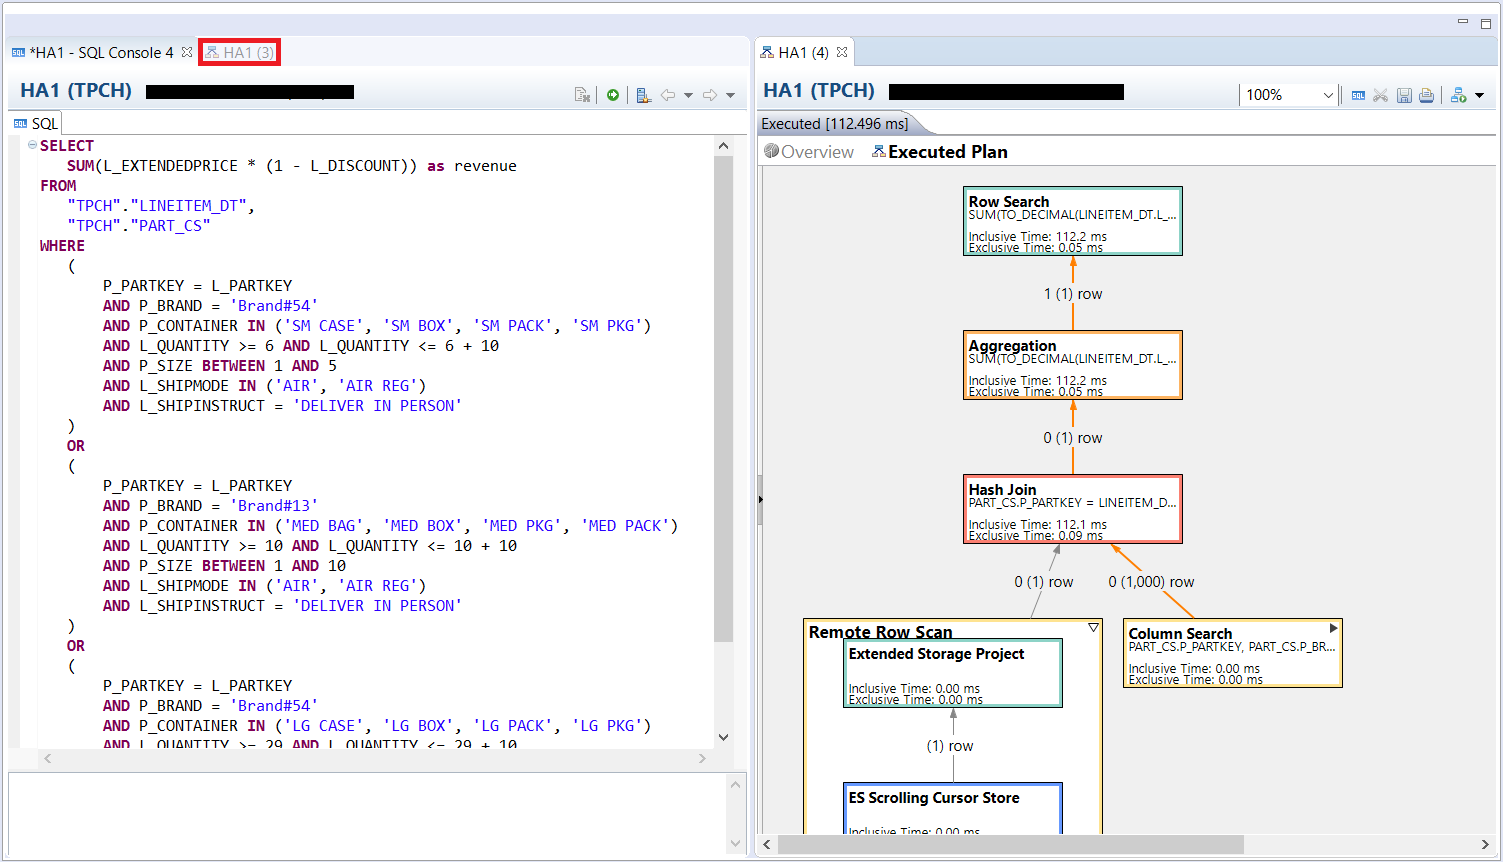 *HA1 - SQL Console 4
HA1 (3)
HA1 (TPCH)
SQL
SELECT
SUM(L_EXTENDEDPRICE * (1 - L_DISCOUNT)) as revenue
FROM
"TPCH"."LINEITEM_DT",
"TPCH"."PART_CS"
WHERE
(
P_PARTKEY = L_PARTKEY
AND P_BRAND = 'Brand#54'
AND P_CONTAINER IN ('SM CASE', 'SM BOX', 'SM PACK', 'SM PKG')
AND L_QUANTITY >= 6 AND L_QUANTITY <= 6 + 10
AND P_SIZE BETWEEN 1 AND 5
AND L_SHIPMODE IN ('AIR', 'AIR REG')
AND L_SHIPINSTRUCT = 'DELIVER IN PERSON'
)
OR
(
P_PARTKEY = L_PARTKEY
AND P_BRAND = 'Brand#13'
AND P_CONTAINER IN ('MED BAG', 'MED BOX', 'MED PKG', 'MED PACK')
AND L_QUANTITY >= 10 AND L_QUANTITY <= 10 + 10
AND P_SIZE BETWEEN 1 AND 10
AND L_SHIPMODE IN ('AIR', 'AIR REG')
AND L_SHIPINSTRUCT = 'DELIVER IN PERSON'
)
OR
(
P_PARTKEY = L_PARTKEY
AND P_BRAND = 'Brand#54'
AND P_CONTAINER IN ('LG CASE', 'LG BOX', 'LG PACK', 'LG PKG')
AND L_QUANTITY >= 29 AND L_QUANTITY <= 29 + 10
HA1 (4)
HA1 (TPCH)
100%
Executed [112.496 ms]
Overview Executed Plan
Row Search
SUM(TO_DECIMAL(LINEITEM_DT.L_...
Inclusive Time: 112.2 ms
Exclusive Time: 0.05 ms
1 (1) row
Aggregation
SUM(TO_DECIMAL(LINEITEM_DT.L_...
Inclusive Time: 112.2 ms
Exclusive Time: 0.05 ms
0 (1) row
Hash Join
PART_CS.P_PARTKEY = LINEITEM_D...
Inclusive Time: 112.1 ms
Exclusive Time: 0.09 ms
0 (1) row
0 (1,000) row
Remote Row Scan
Extended Storage Project
Inclusive Time: 0.00 ms
Exclusive Time: 0.00 ms
(1) row
ES Scrolling Cursor Store
Inclusive Time: 0.00 ms
Column Search
PART_CS.P_PARTKEY, PART_CS.P_BR...
Inclusive Time: 0.00 ms
Exclusive Time: 0.00 ms